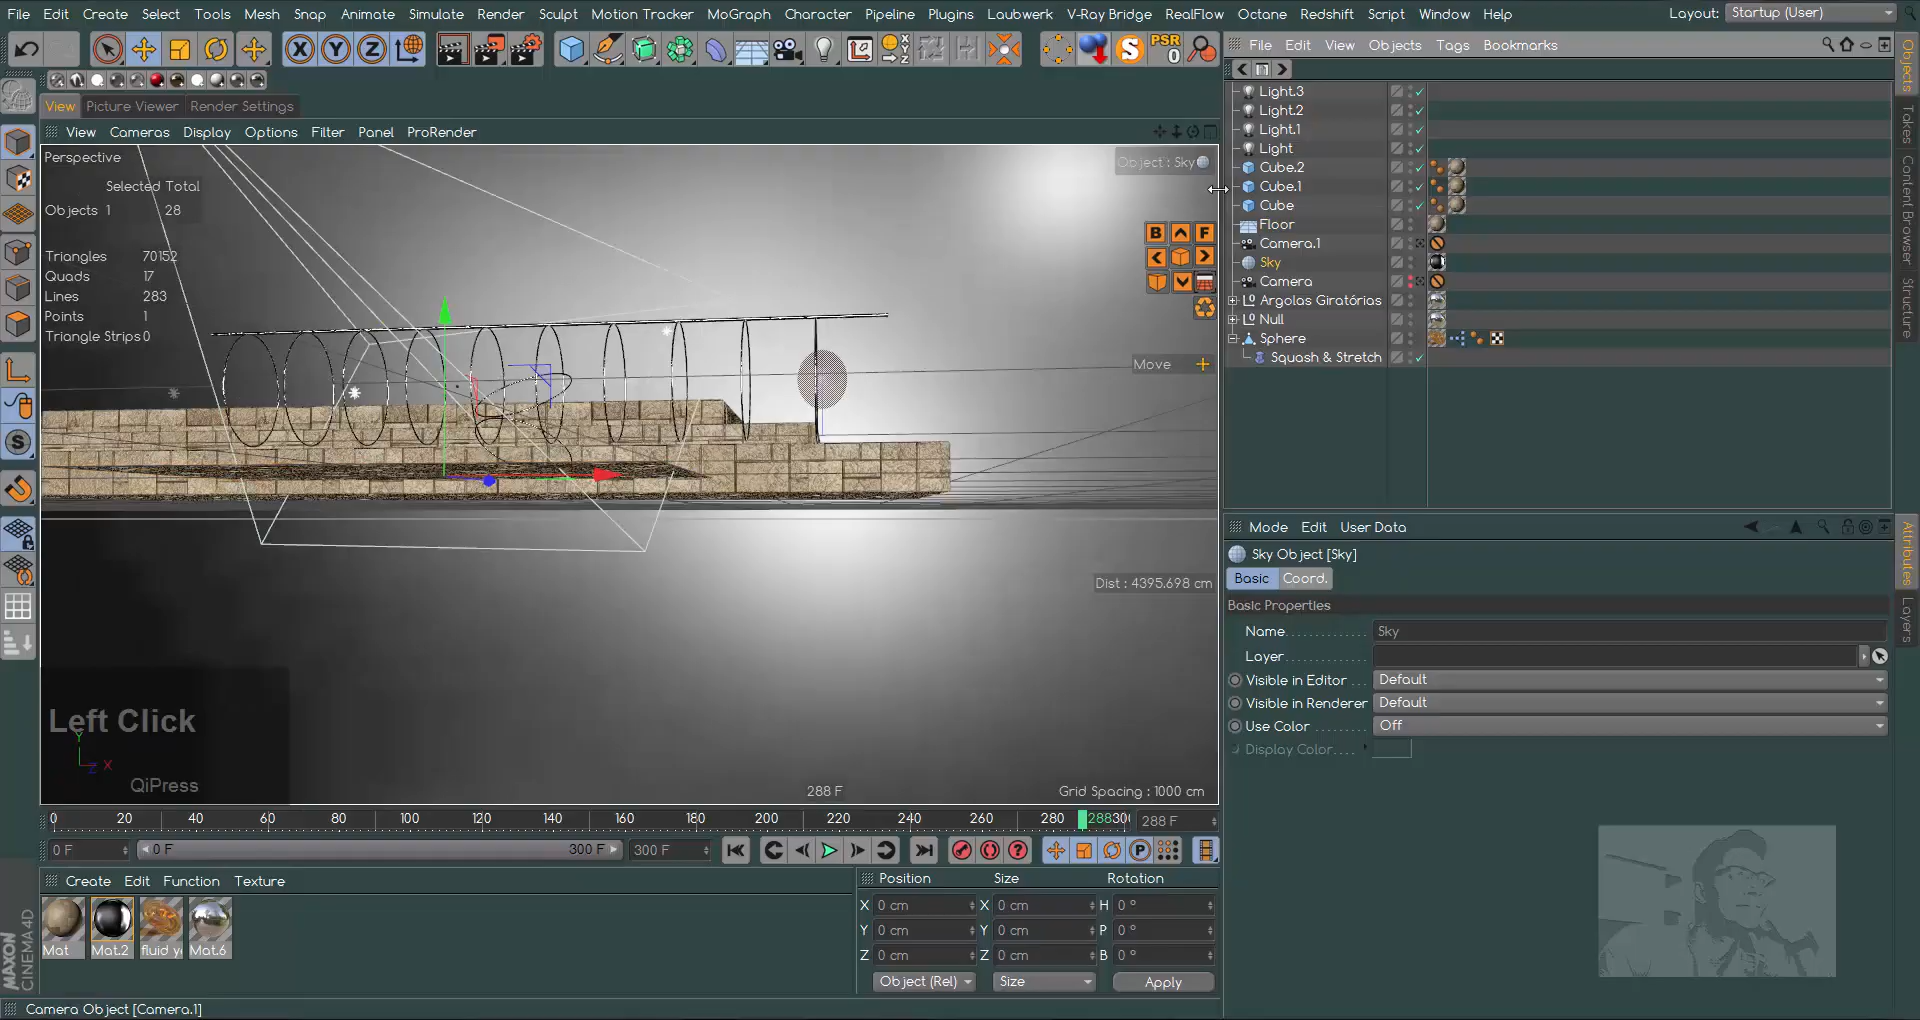 File Edit Create Select Tools Mesh Snap Animate Simulate Render Sculpt Motion Tracker MoGraph Character Pipeline Plugins Laubwerk V-Ray Bridge RealFlow Octane Redshift Script Window Help Layout: Startup (User)
X Y Z S PSR 0
File Edit View Objects Tags Bookmarks
View Picture Viewer Render Settings
View Cameras Display Options Filter Panel ProRender
Perspective
Object : Sky
Selected Total
Objects 1 28
Triangles 70152
Quads 17
Lines 283
Points 1
Triangle Strips 0
B F
Move
Dist : 4395.698 cm
Left Click
Y
Z X
QiPress
288 F
Grid Spacing : 1000 cm
Light.3
Light.2
Light.1
Light
Cube.2
Cube.1
Cube
Floor
Camera.1
Sky
Camera
Argolas Giratórias
Null
Sphere
Squash & Stretch
Objects
Takes
Content Browser
Structure
Mode Edit User Data
Sky Object [Sky]
Basic Coord.
Basic Properties
Name Sky
Layer
Visible in Editor Default
Visible in Renderer Default
Use Color Off
Display Color
Attributes
Layers
0 20 40 60 80 100 120 140 160 180 200 220 240 260 280 288 300 288 F
0 F 0 F 300 F 300 F P
Create Edit Function Texture
Mat Mat.2 fluid ye Mat.6
Position Size Rotation
X 0 cm X 0 cm H 0 °
Y 0 cm Y 0 cm P 0 °
Z 0 cm Z 0 cm B 0 °
Object (Rel) Size Apply
MAXON
CINEMA 4D
Camera Object [Camera.1]